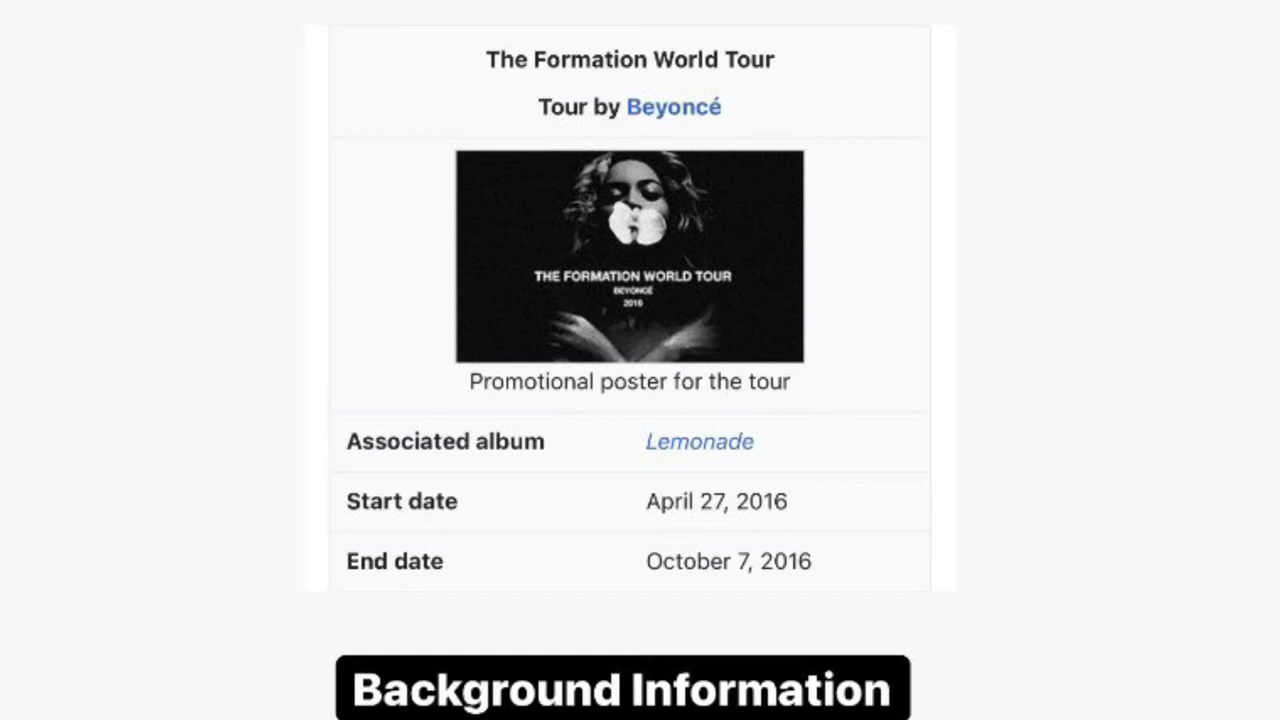 The Formation World Tour
Tour by Beyoncé
THE FORMATION WORLD TOUR
BEYONCÉ
2016
Promotional poster for the tour
Associated album Lemonade
Start date April 27, 2016
End date October 7, 2016
Background Information